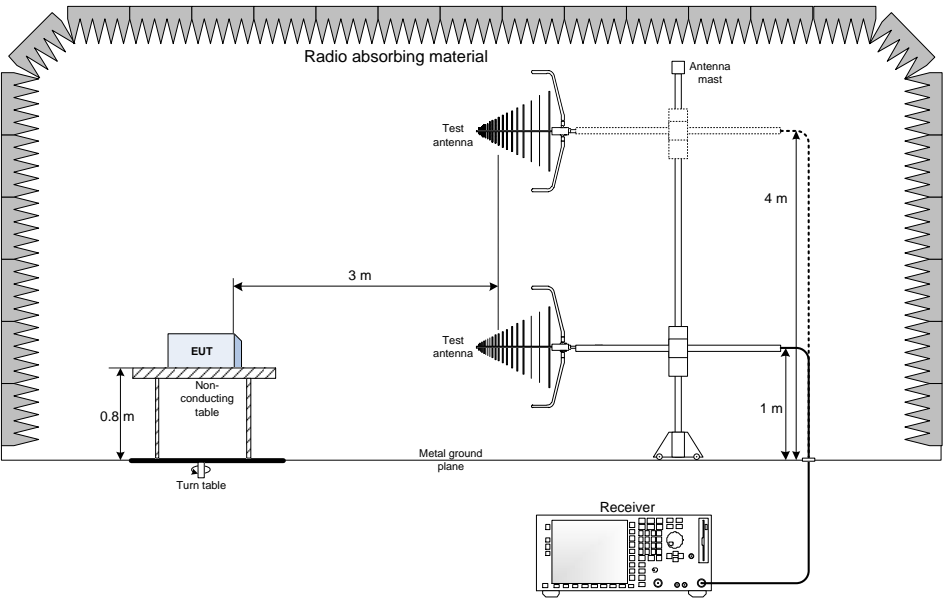 Radio absorbing material
Antenna
mast
Test
antenna
4 m
3 m
Test
antenna
EUT
Non-
conducting
table
0.8 m
1 m
Metal ground
plane
Turn table
Receiver